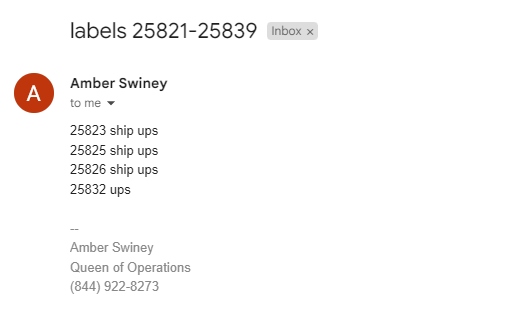 labels 25821-25839 Inbox ×
A
Amber Swiney
to me
25823 ship ups
25825 ship ups
25826 ship ups
25832 ups
--
Amber Swiney
Queen of Operations
(844) 922-8273